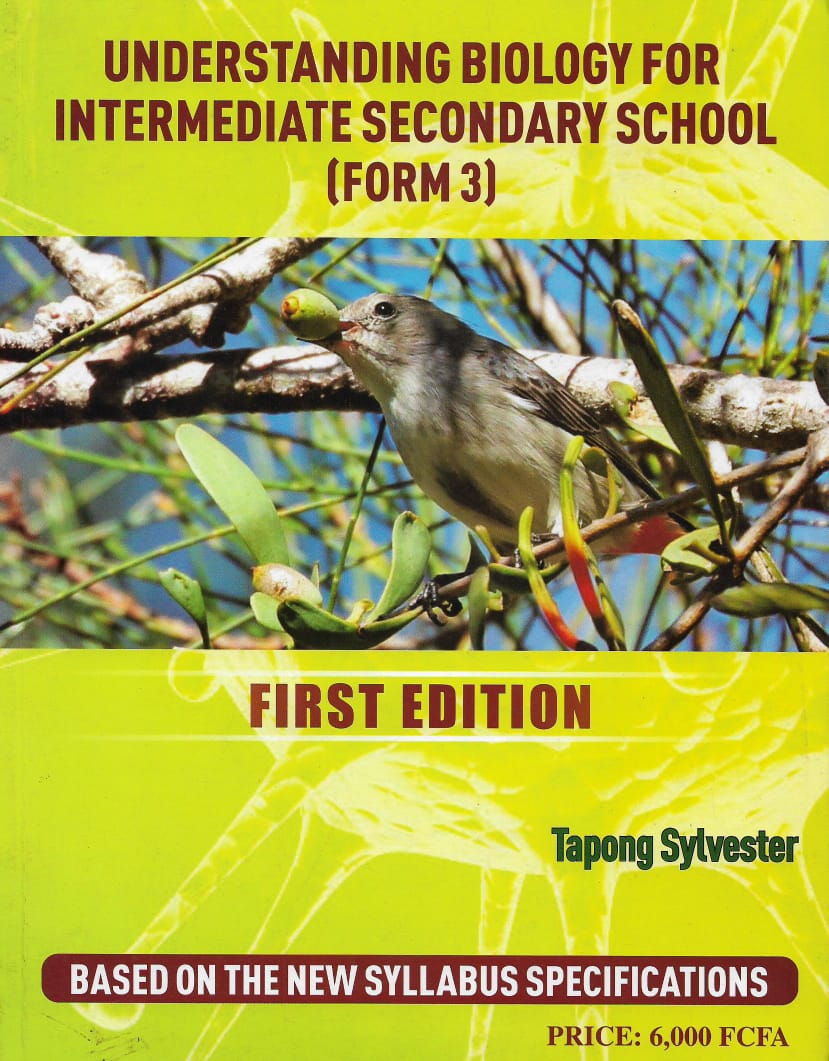 UNDERSTANDING BIOLOGY FOR
INTERMEDIATE SECONDARY SCHOOL
(FORM 3)
FIRST EDITION
Tapong Sylvester
BASED ON THE NEW SYLLABUS SPECIFICATIONS
PRICE: 6,000 FCFA